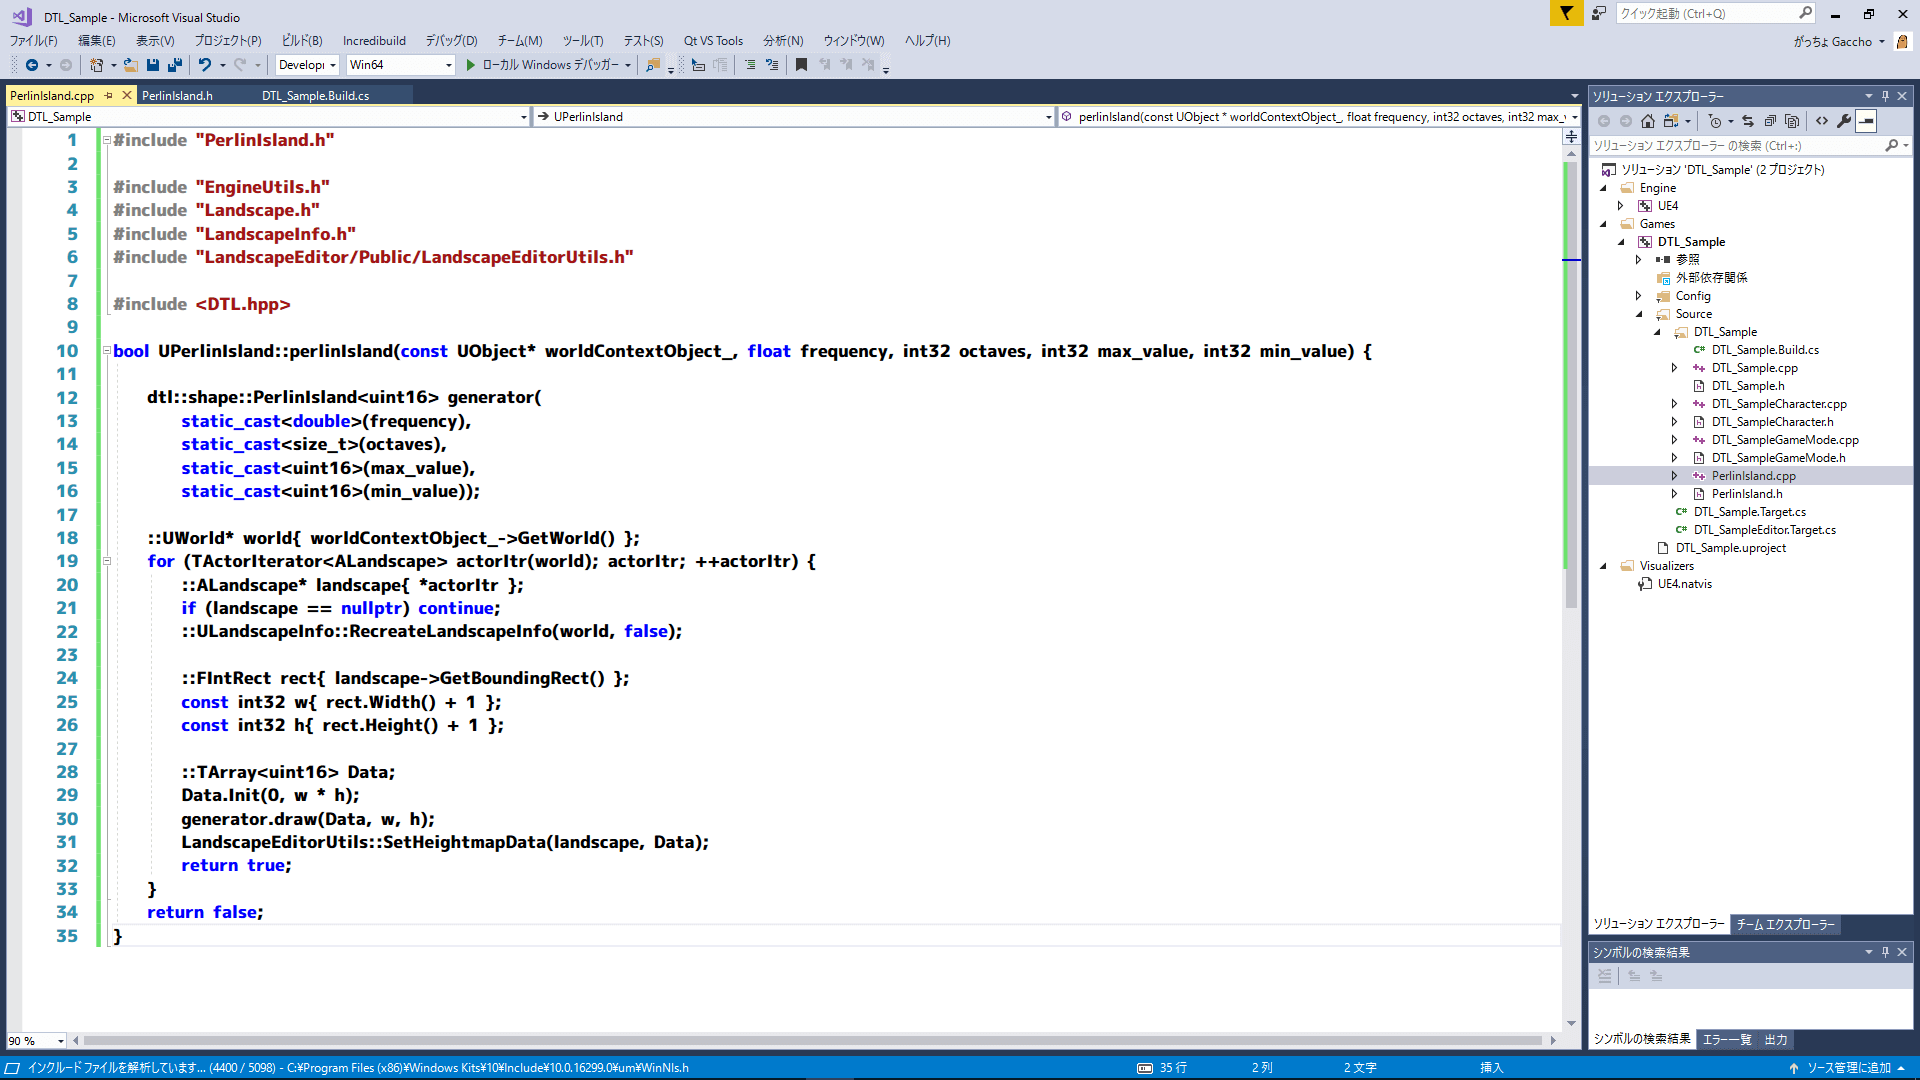 DTL_Sample - Microsoft Visual Studio
クイック起動 (Ctrl+Q)
ファイル(F) 編集(E) 表示(V) プロジェクト(P) ビルド(B) Incredibuild デバッグ(D) チーム(M) ツール(T) テスト(S) Qt VS Tools 分析(N) ウィンドウ(W) ヘルプ(H)
がっちょ Gaccho
Developı Win64 ローカル Windows デバッガー
PerlinIsland.cpp PerlinIsland.h DTL_Sample.Build.cs
DTL_Sample UPerlinIsland perlinIsland(const UObject * worldContextObject_, float frequency, int32 octaves, int32 max_v
1 #include "PerlinIsland.h"
2
3 #include "EngineUtils.h"
4 #include "Landscape.h"
5 #include "LandscapeInfo.h"
6 #include "LandscapeEditor/Public/LandscapeEditorUtils.h"
7
8 #include <DTL.hpp>
9
10 bool UPerlinIsland::perlinIsland(const UObject* worldContextObject_, float frequency, int32 octaves, int32 max_value, int32 min_value) {
11
12 dtl::shape::PerlinIsland<uint16> generator(
13 static_cast<double>(frequency),
14 static_cast<size_t>(octaves),
15 static_cast<uint16>(max_value),
16 static_cast<uint16>(min_value));
17
18 ::UWorld* world{ worldContextObject_->GetWorld() };
19 for (TActorIterator<ALandscape> actorItr(world); actorItr; ++actorItr) {
20 ::ALandscape* landscape{ *actorItr };
21 if (landscape == nullptr) continue;
22 ::ULandscapeInfo::RecreateLandscapeInfo(world, false);
23
24 ::FIntRect rect{ landscape->GetBoundingRect() };
25 const int32 w{ rect.Width() + 1 };
26 const int32 h{ rect.Height() + 1 };
27
28 ::TArray<uint16> Data;
29 Data.Init(0, w * h);
30 generator.draw(Data, w, h);
31 LandscapeEditorUtils::SetHeightmapData(landscape, Data);
32 return true;
33 }
34 return false;
35 }
90 %
ソリューション エクスプローラー
ソリューション エクスプローラー の検索 (Ctrl+:)
ソリューション 'DTL_Sample' (2 プロジェクト)
Engine
UE4
Games
DTL_Sample
参照
外部依存関係
Config
Source
DTL_Sample
DTL_Sample.Build.cs
DTL_Sample.cpp
DTL_Sample.h
DTL_SampleCharacter.cpp
DTL_SampleCharacter.h
DTL_SampleGameMode.cpp
DTL_SampleGameMode.h
PerlinIsland.cpp
PerlinIsland.h
DTL_Sample.Target.cs
DTL_SampleEditor.Target.cs
DTL_Sample.uproject
Visualizers
UE4.natvis
ソリューション エクスプローラー チーム エクスプローラー
シンボルの検索結果
シンボルの検索結果 エラー一覧 出力
インクルード ファイルを解析しています... (4400 / 5098) - C:¥Program Files (x86)¥Windows Kits¥10¥Include¥10.0.16299.0¥um¥WinNls.h 35 行 2 列 2 文字 挿入 ソース管理に追加